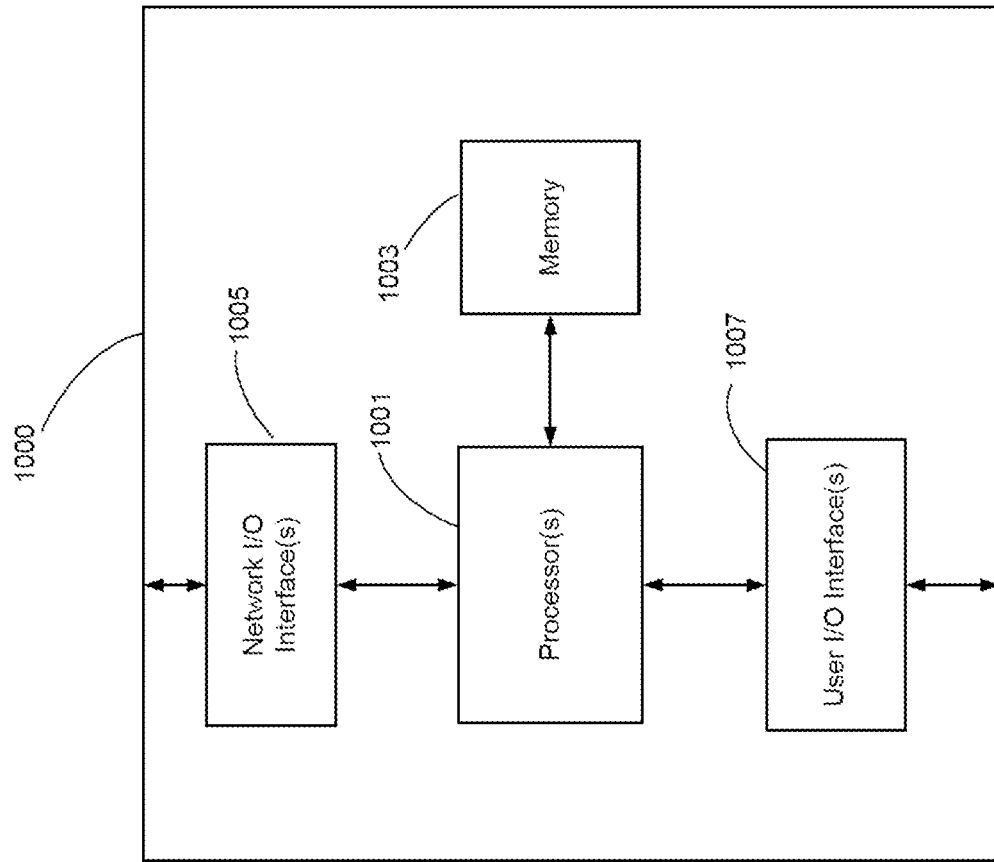 1000
1005
Network I/O
Interface(s)
1001
Processor(s)
1003
Memory
1007
User I/O Interface(s)